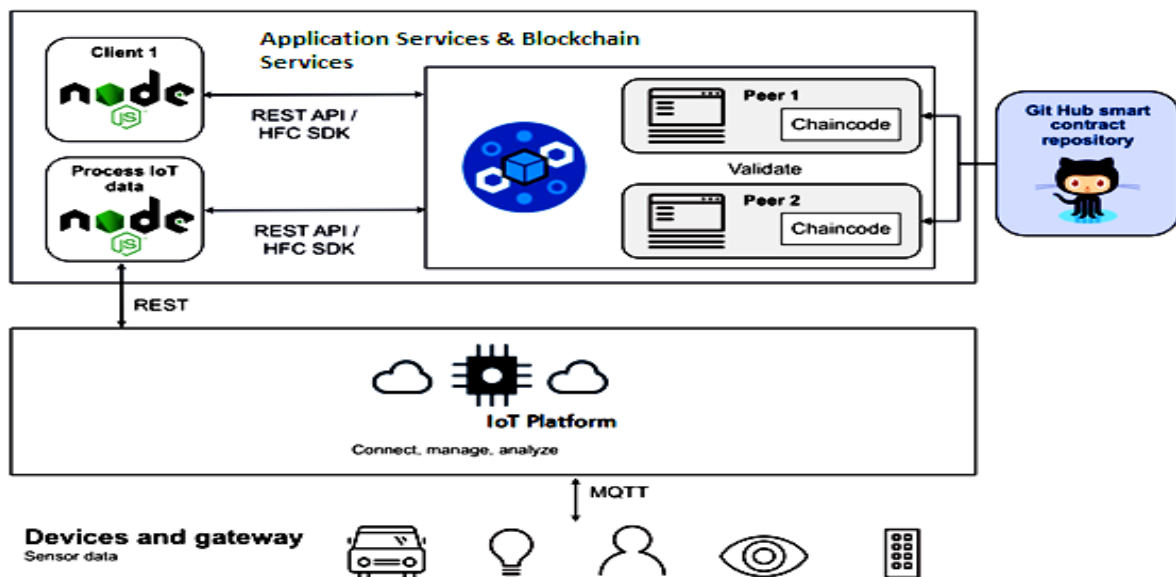 Application Services & Blockchain
Services
Client 1
node
JS
REST API /
HFC SDK
Process IoT
data
node
JS
REST API /
HFC SDK
Peer 1
Chaincode
Validate
Peer 2
Chaincode
Git Hub smart
contract
repository
REST
IoT Platform
Connect, manage, analyze
MQTT
Devices and gateway
Sensor data